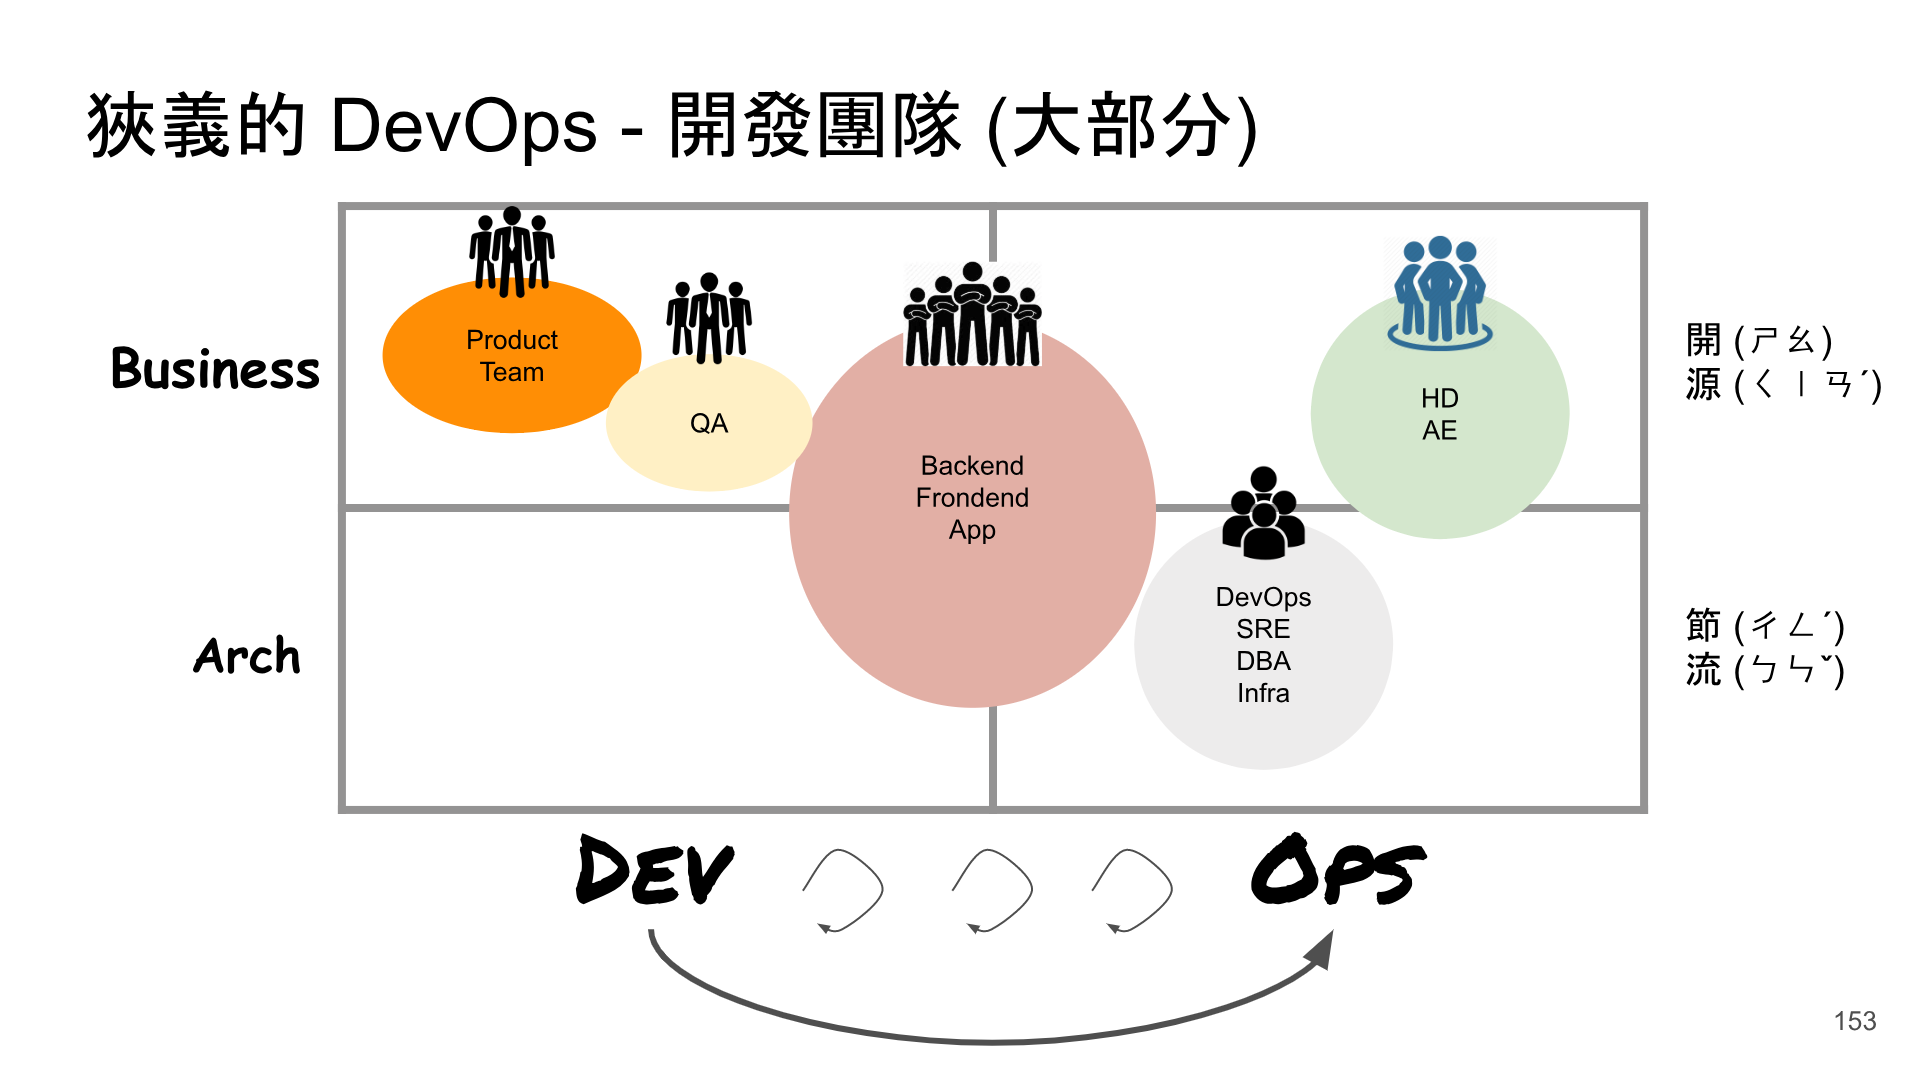 狹義的 DevOps - 開發團隊 (大部分)
Product
Team
QA
Backend
Frondend
App
HD
AE
DevOps
SRE
DBA
Infra
Business
Arch
開 (ㄕㄠ)
源 (ㄑㄧㄢˊ)
節 (ㄔㄥˊ)
流 (ㄅㄣˇ)
DEV
OPS
153